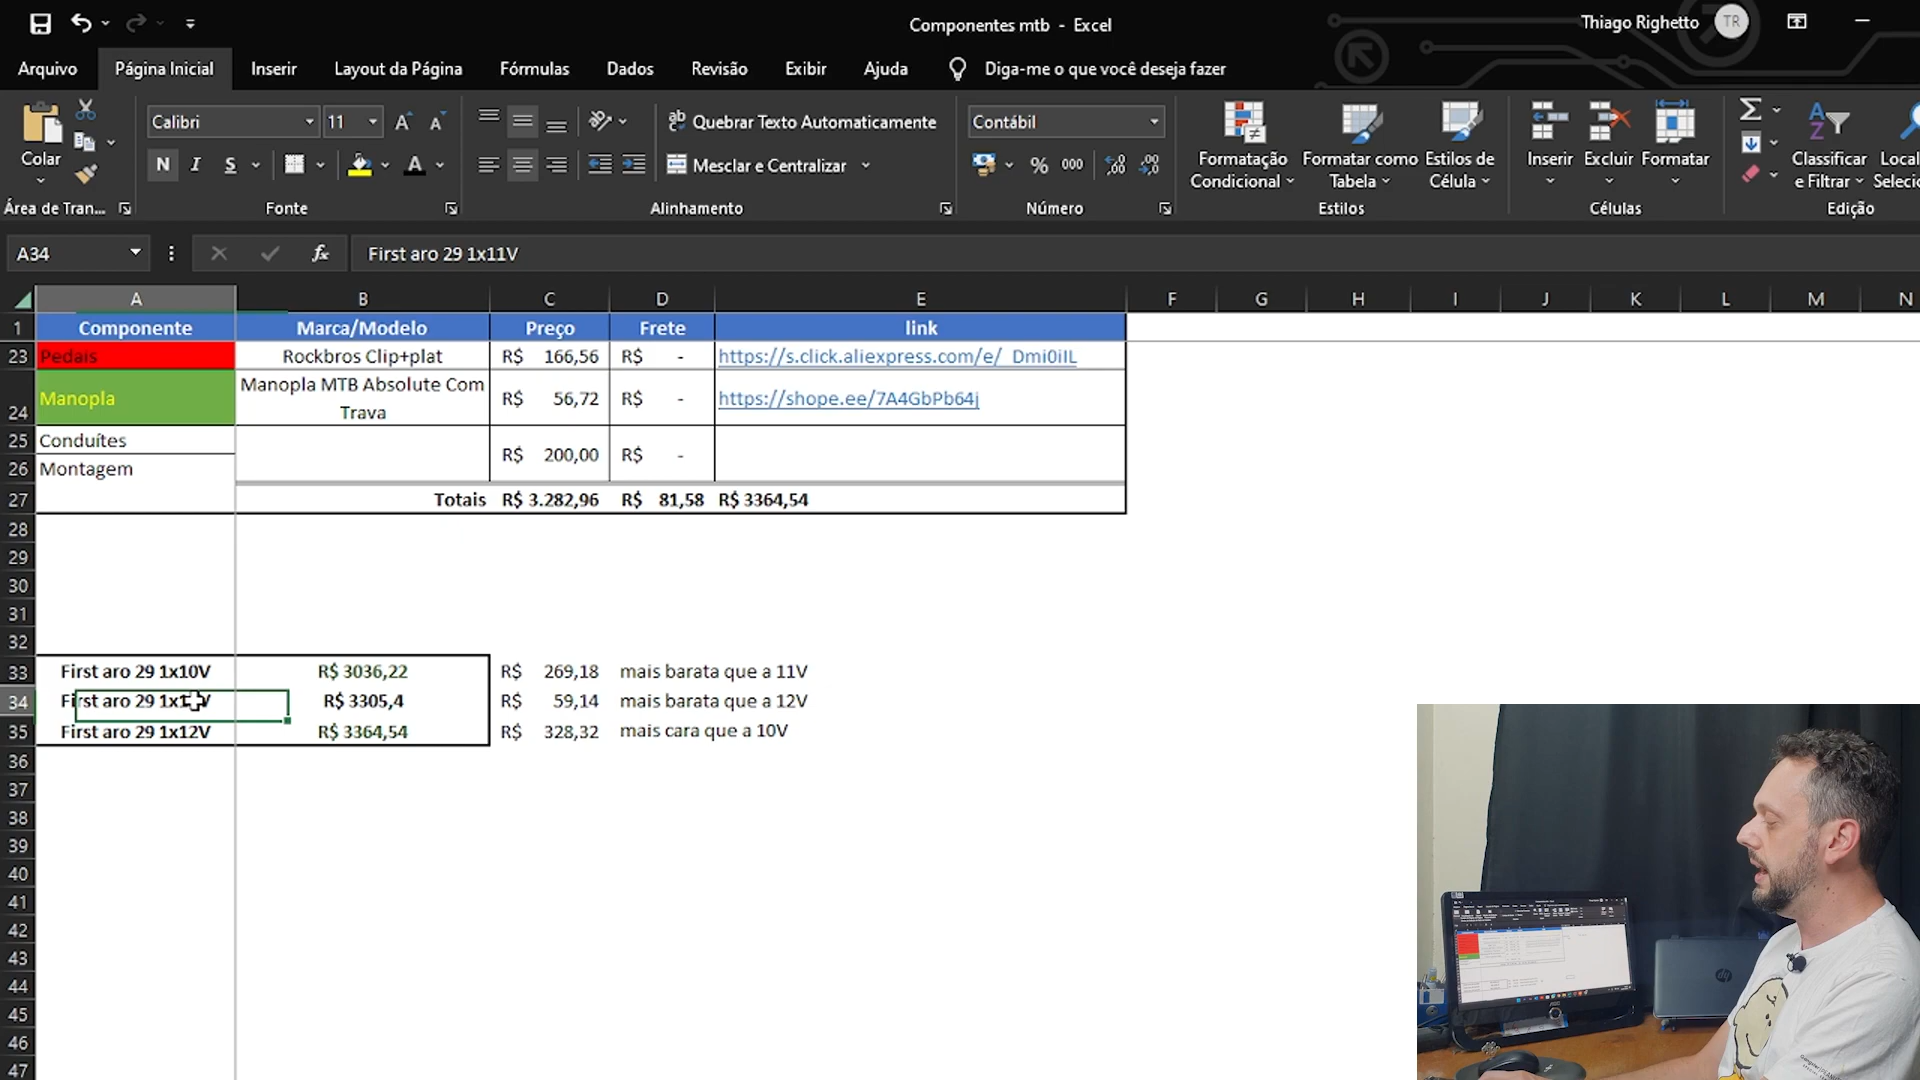 Componentes mtb - Excel
Thiago Righetto TR
Arquivo Página Inicial Inserir Layout da Página Fórmulas Dados Revisão Exibir Ajuda Diga-me o que você deseja fazer
Colar
Área de Tran...
Calibri 11
N I S
Fonte
Quebrar Texto Automaticamente
Mesclar e Centralizar
Alinhamento
Contábil
% 000
Número
Formatação Condicional
Formatar como Tabela
Estilos de Célula
Estilos
Inserir Excluir Formatar
Células
Classificar e Filtrar
Edição
A34 fx First aro 29 1x11V
A B C D E F G H I J K L M N
1 Componente Marca/Modelo Preço Frete link
23 Pedais Rockbros Clip+plat R$ 166,56 R$ - https://s.click.aliexpress.com/e/_Dmi0iIL
24 Manopla Manopla MTB Absolute Com Trava R$ 56,72 R$ - https://shope.ee/7A4GbPb64j
25 Conduítes
R$ 200,00 R$ -
26 Montagem
27 Totais R$ 3.282,96 R$ 81,58 R$ 3364,54
28
29
30
31
32
33 First aro 29 1x10V R$ 3036,22 R$ 269,18 mais barata que a 11V
34 First aro 29 1x11V R$ 3305,4 R$ 59,14 mais barata que a 12V
35 First aro 29 1x12V R$ 3364,54 R$ 328,32 mais cara que a 10V
36
37
38
39
40
41
42
43
44
45
46
47